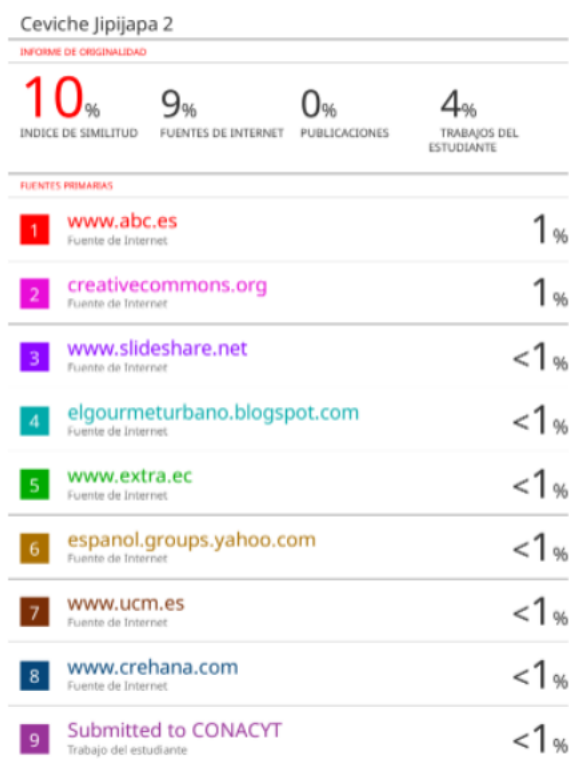 Ceviche Jipijapa 2
INFORME DE ORIGINALIDAD
10% 9% 0% 4%
INDICE DE SIMILITUD FUENTES DE INTERNET PUBLICACIONES TRABAJOS DEL
ESTUDIANTE
FUENTES PRIMARIAS
1 www.abc.es 1%
Fuente de Internet
2 creativecommons.org 1%
Fuente de Internet
3 www.slideshare.net <1%
Fuente de Internet
4 elgourmeturbano.blogspot.com <1%
Fuente de Internet
5 www.extra.ec <1%
Fuente de Internet
6 espanol.groups.yahoo.com <1%
Fuente de Internet
7 www.ucm.es <1%
Fuente de Internet
8 www.crehana.com <1%
Fuente de Internet
9 Submitted to CONACYT <1%
Trabajo del estudiante